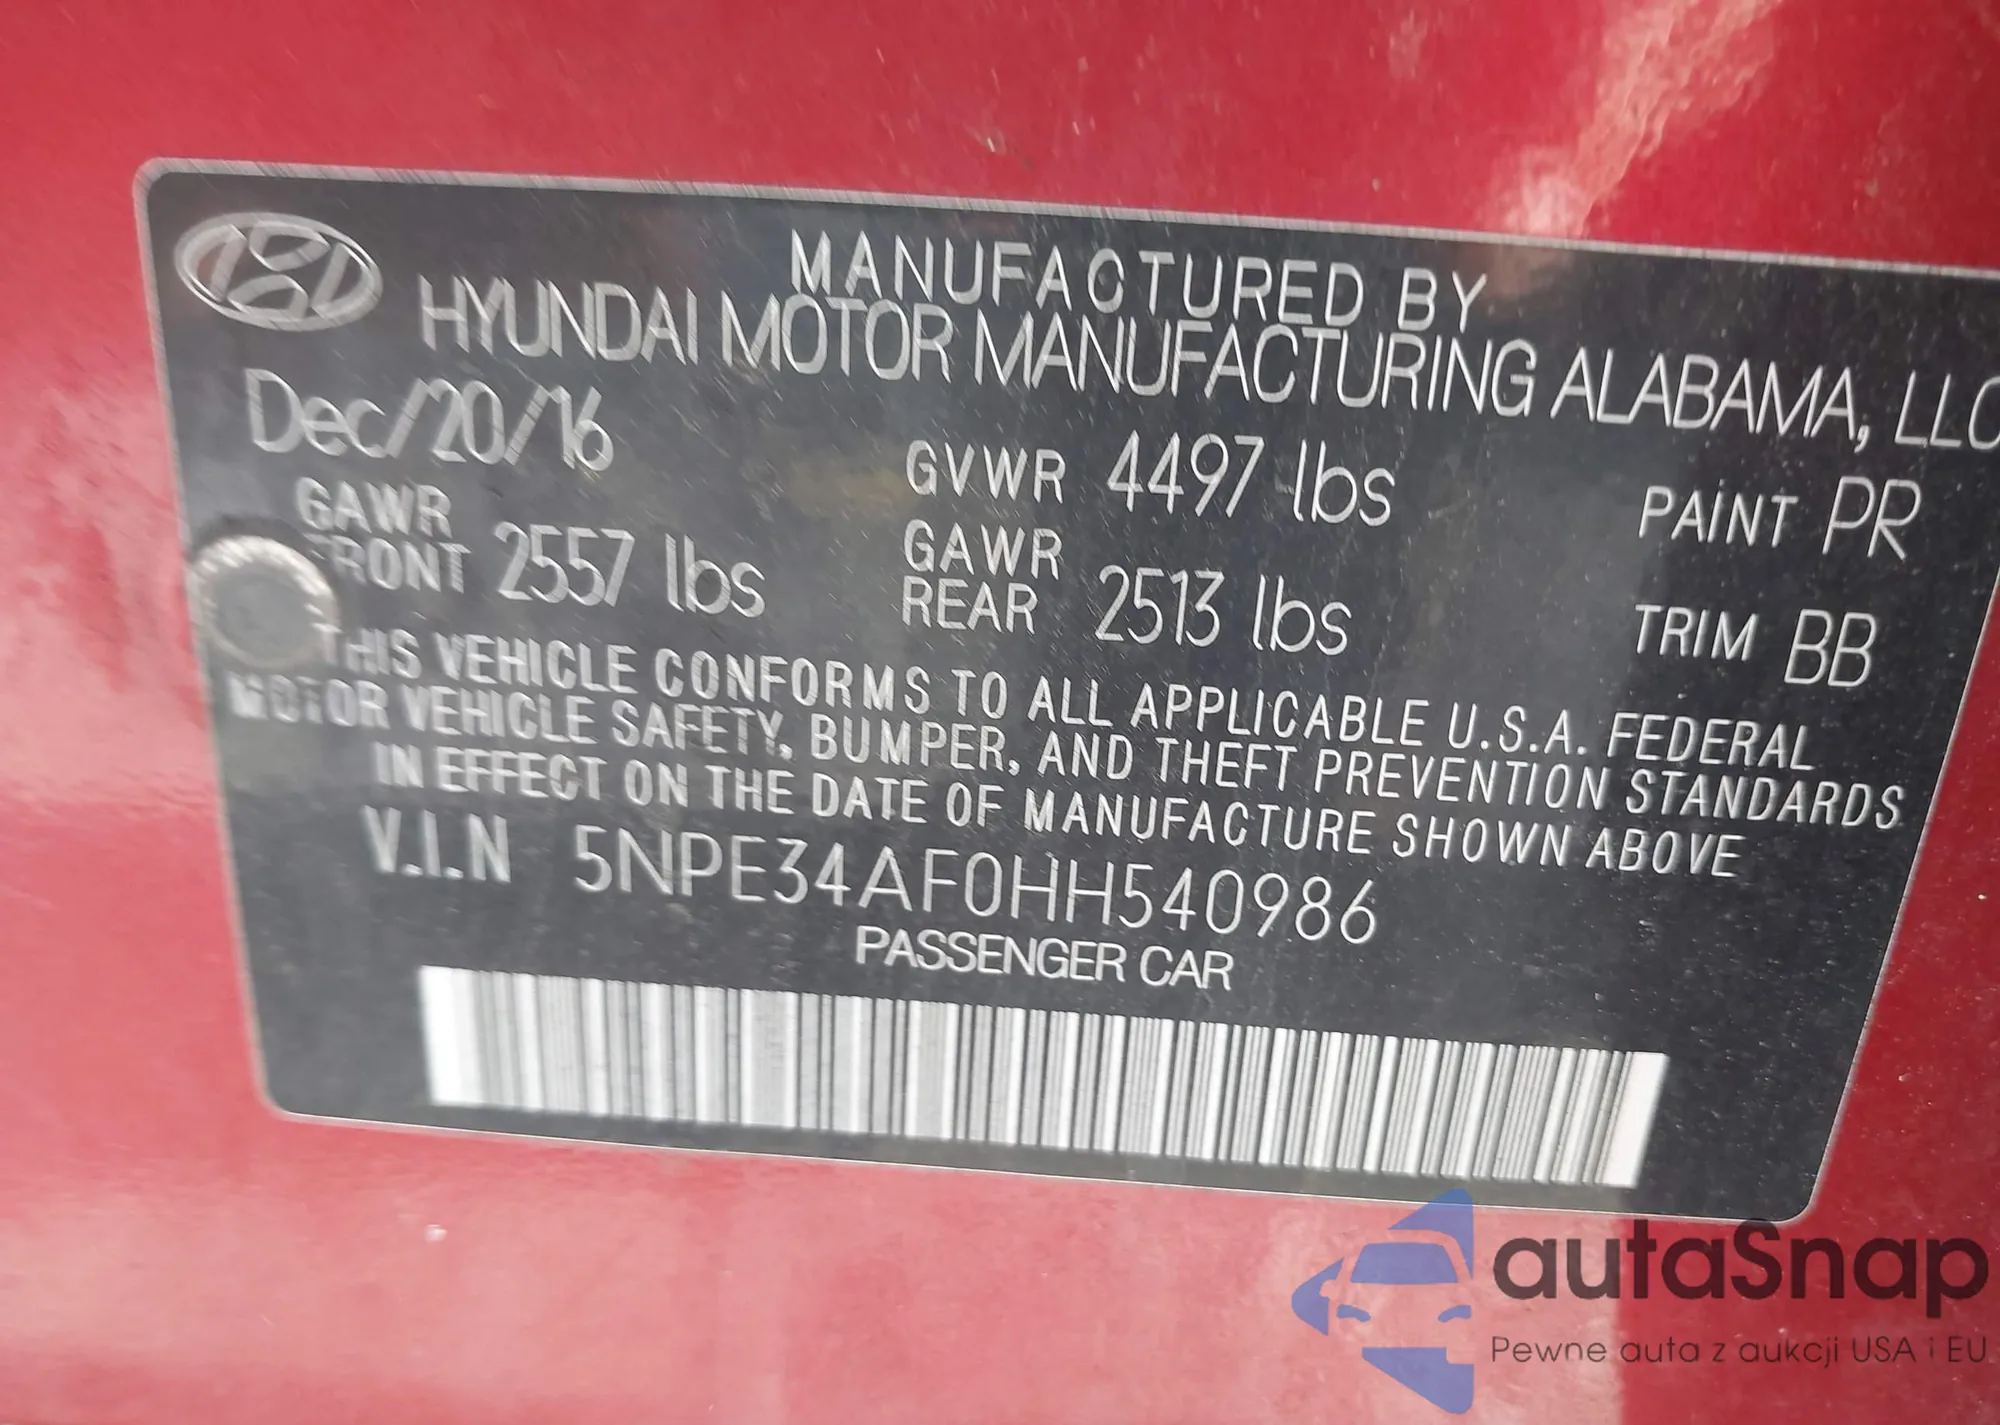 MANUFACTURED BY
HYUNDAI MOTOR MANUFACTURING ALABAMA, LLC
Dec/20/16
GVWR 4497 lbs
PAINT PR
GAWR
FRONT 2557 lbs
GAWR
REAR 2513 lbs
TRIM BB
THIS VEHICLE CONFORMS TO ALL APPLICABLE U.S.A. FEDERAL
MOTOR VEHICLE SAFETY, BUMPER, AND THEFT PREVENTION STANDARDS
IN EFFECT ON THE DATE OF MANUFACTURE SHOWN ABOVE
V.I.N 5NPE34AF0HH540986
PASSENGER CAR
autaSnap
Pewne auta z aukcji USA i EU